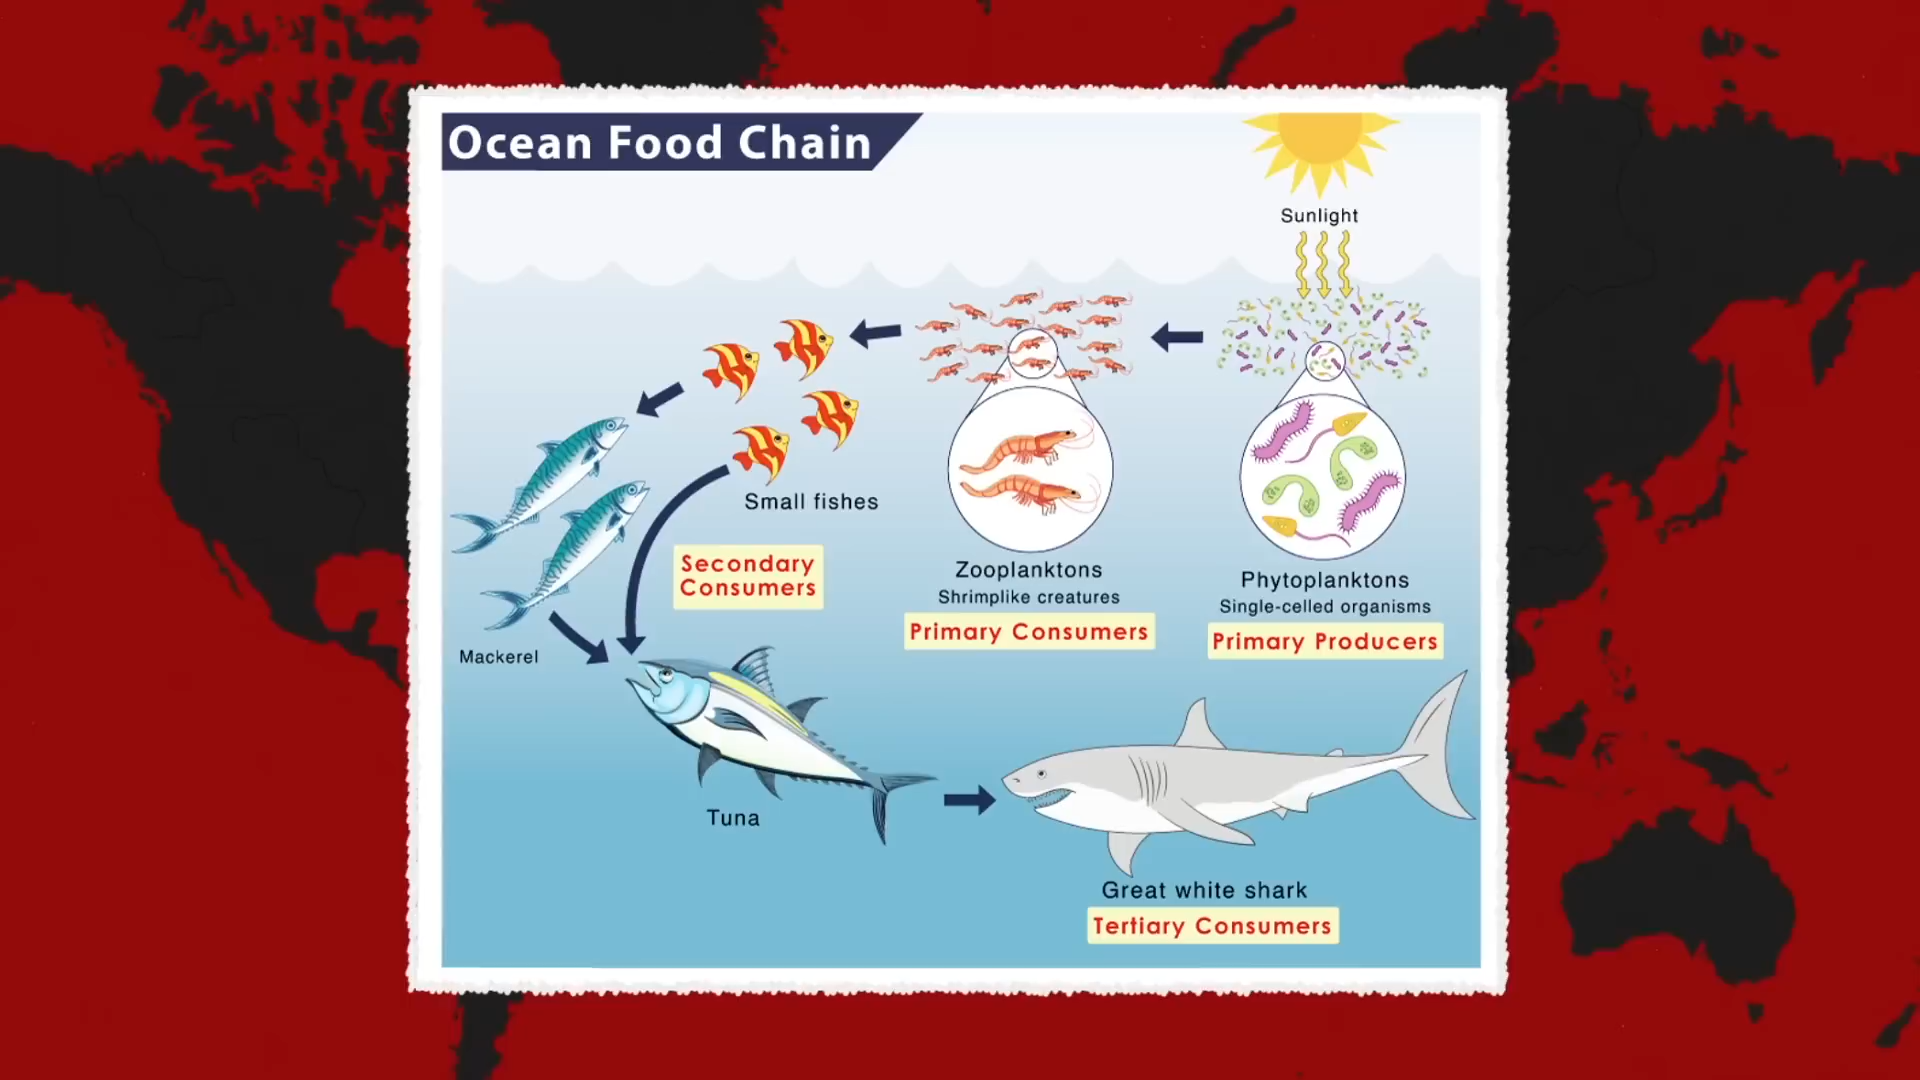 Ocean Food Chain
Sunlight
Small fishes
Secondary
Consumers
Zooplanktons
Shrimplike creatures
Primary Consumers
Phytoplanktons
Single-celled organisms
Primary Producers
Mackerel
Tuna
Great white shark
Tertiary Consumers